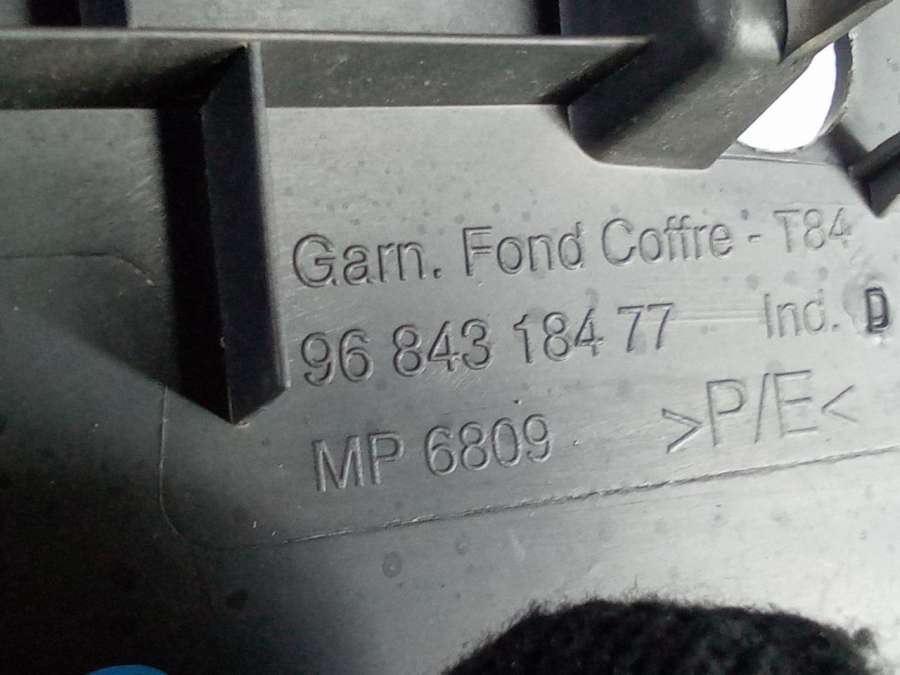 Garn. Fond Coffre - T84
96 843 184 77 Ind. D
MP 6809 >P/E<